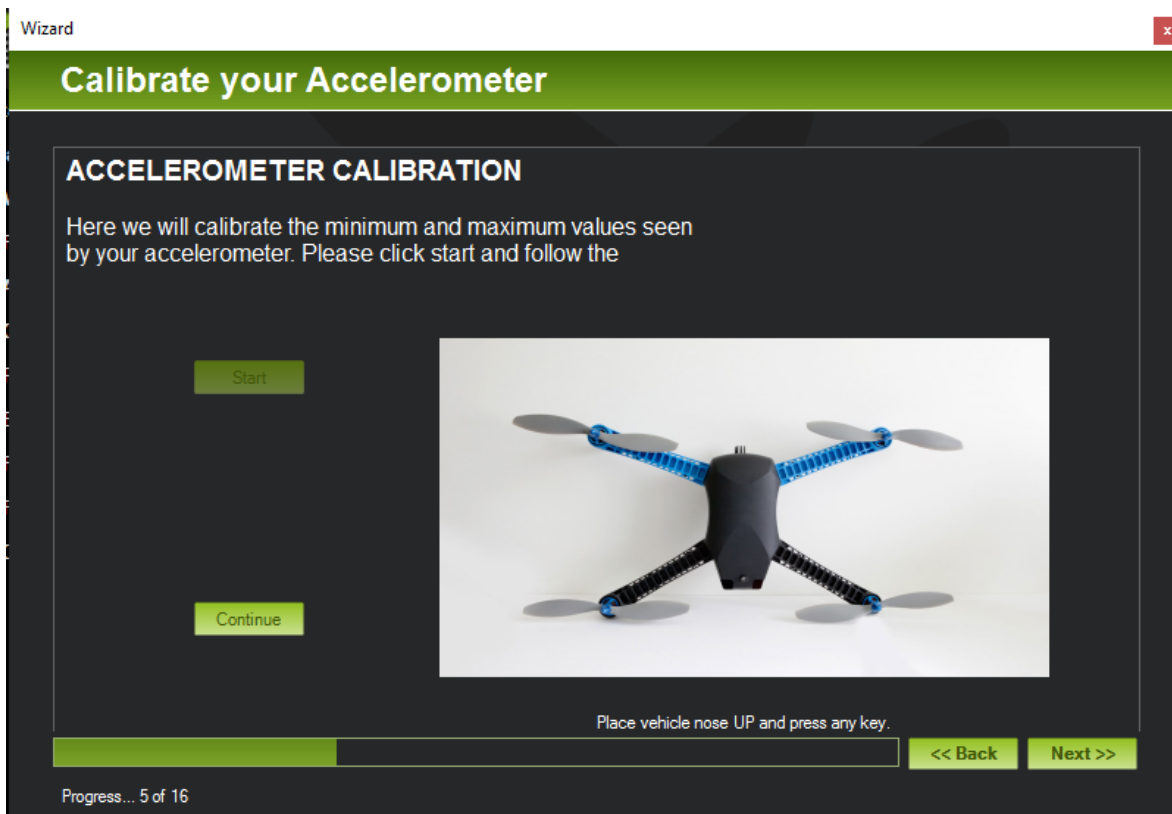 Wizard
x
Calibrate your Accelerometer
ACCELEROMETER CALIBRATION
Here we will calibrate the minimum and maximum values seen
by your accelerometer. Please click start and follow the
Start
Continue
Place vehicle nose UP and press any key.
<< Back
Next >>
Progress... 5 of 16